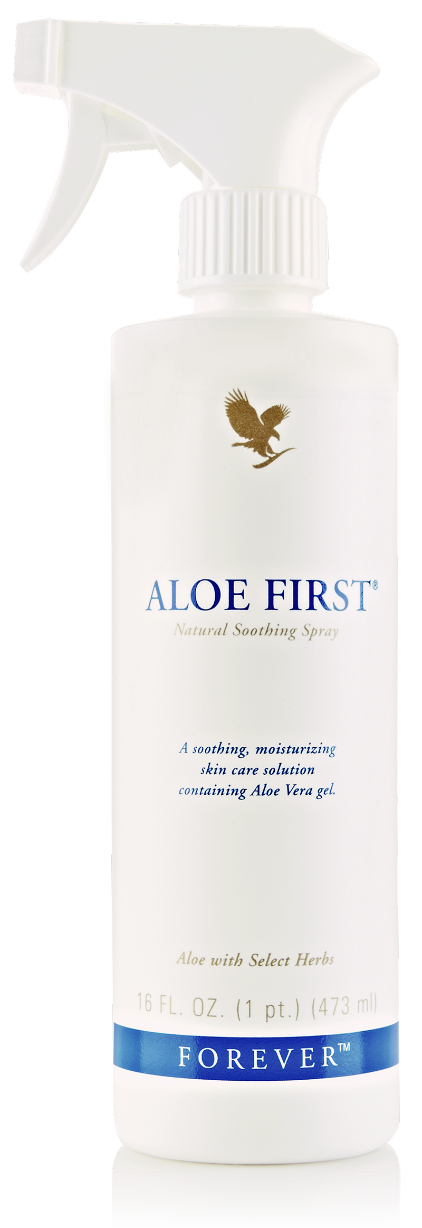 ALOE FIRST®
Natural Soothing Spray
A soothing, moisturizing
skin care solution
containing Aloe Vera gel.
Aloe with Select Herbs
16 FL. OZ. (1 pt.) (473 ml)
FOREVER™